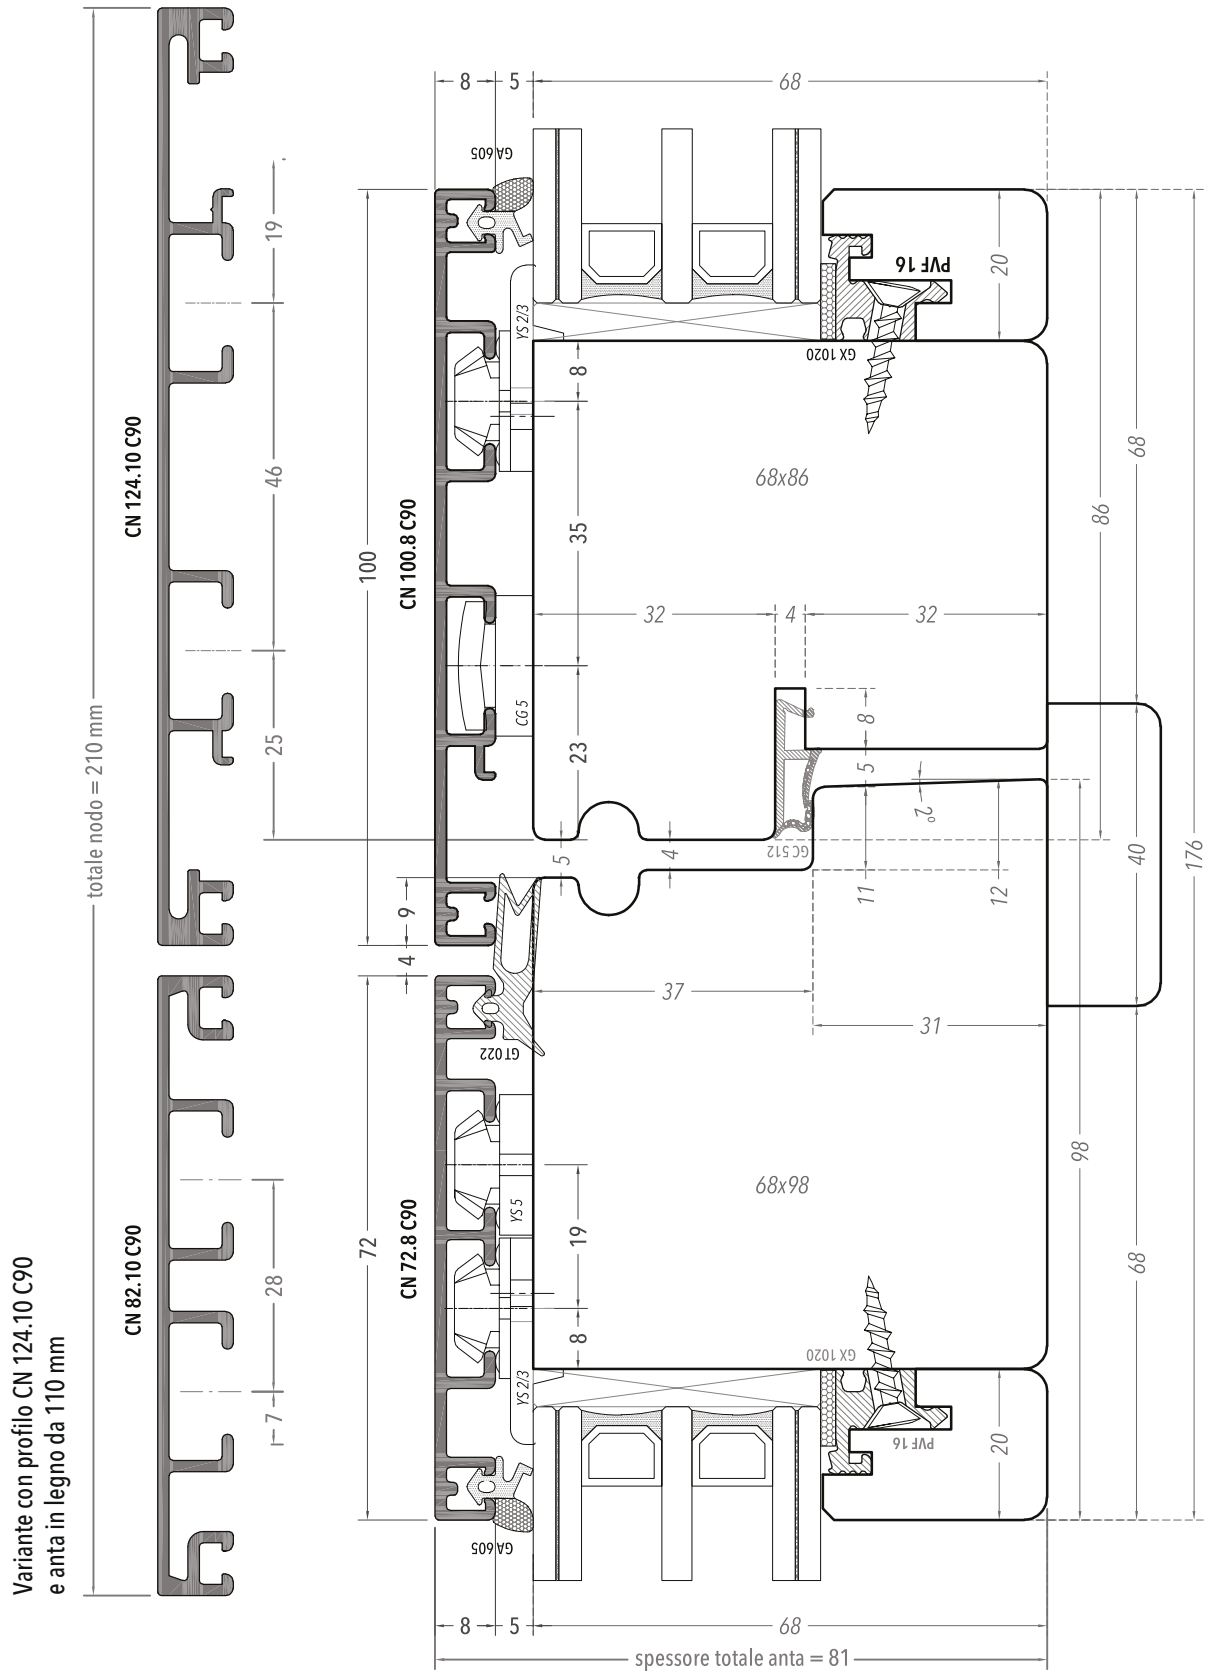 Variante con profilo CN 124.10 C90
e anta in legno da 110 mm
totale nodo = 210 mm
CN 124.10 C90
CN 82.10 C90
19
46
25
28
7
100
72
9
4
CN 100.8 C90
CN 72.8 C90
8
5
68
GA 605
YS 2/3
8
35
23
CG 5
PVF 16
GX 1020
20
68x86
32
4
32
8
5
2°
5
4
GC 512
11
12
37
31
GT 022
YS 5
19
8
YS 2/3
68x98
GX 1020
PVF 16
20
GA 605
86
98
68
40
68
176
8
5
68
spessore totale anta = 81